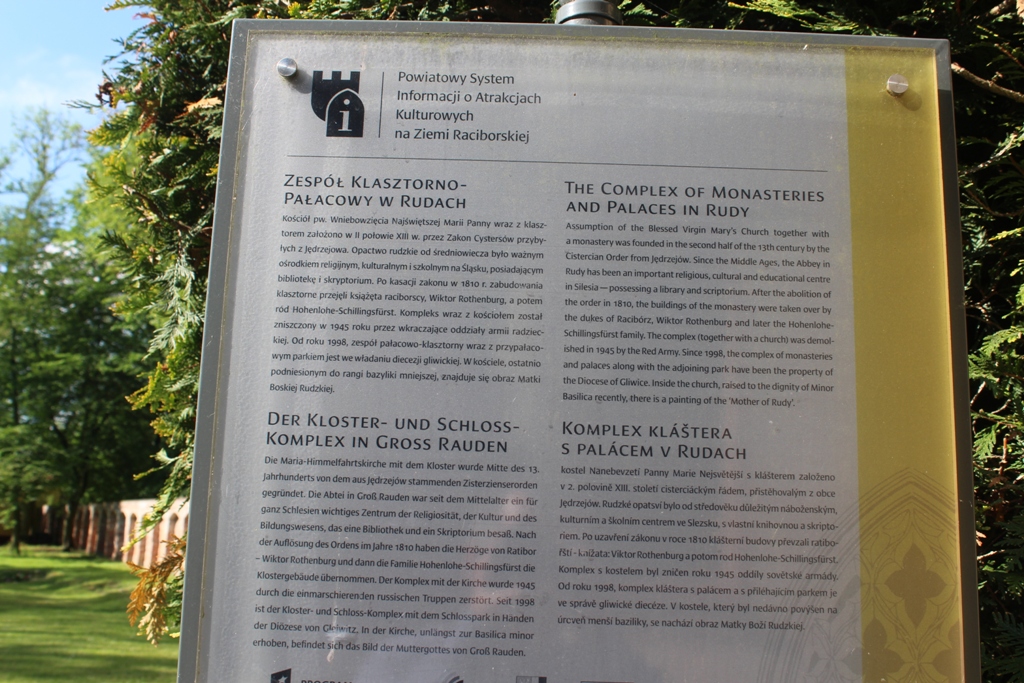 Powiatowy System
Informacji o Atrakcjach
Kulturowych
na Ziemi Raciborskiej
ZESPÓŁ KLASZTORNO-
PAŁACOWY W RUDACH
Kościół pw. Wniebowzięcia Najświętszej Marii Panny wraz z klasz-
torem założono w II połowie XIII w. przez Zakon Cystersów przyby-
łych z Jędrzejowa. Opactwo rudzkie od średniowiecza było ważnym
ośrodkiem religijnym, kulturalnym i szkolnym na Śląsku, posiadającym
bibliotekę i skryptorium. Po kasacji zakonu w 1810 r. zabudowania
klasztorne przejęli książęta raciborscy, Wiktor Rothenburg, a potem
ród Hohenlohe-Schillingsfürst. Kompleks wraz z kościołem został
zniszczony w 1945 roku przez wkraczające oddziały armii radziec-
kiej. Od roku 1998, zespół pałacowo-klasztorny wraz z przypałaco-
wym parkiem jest we władaniu diecezji gliwickiej. W kościele, ostatnio
podniesionym do rangi bazyliki mniejszej, znajduje się obraz Matki
Boskiej Rudzkiej.
THE COMPLEX OF MONASTERIES
AND PALACES IN RUDY
Assumption of the Blessed Virgin Mary's Church together with
a monastery was founded in the second half of the 13th century by the
Cistercian Order from Jędrzejów. Since the Middle Ages, the Abbey in
Rudy has been an important religious, cultural and educational centre
in Silesia — possessing a library and scriptorium. After the abolition of
the order in 1810, the buildings of the monastery were taken over by
the dukes of Racibórz, Wiktor Rothenburg and later the Hohenlohe-
Schillingsfürst family. The complex (together with a church) was demol-
ished in 1945 by the Red Army. Since 1998, the complex of monasteries
and palaces along with the adjoining park have been the property of
the Diocese of Gliwice. Inside the church, raised to the dignity of Minor
Basilica recently, there is a painting of the 'Mother of Rudy'.
DER KLOSTER- UND SCHLOSS-
KOMPLEX IN GROSS RAUDEN
Die Maria-Himmelfahrtskirche mit dem Kloster wurde Mitte des 13.
Jahrhunderts von dem aus Jędrzejów stammenden Zisterzienserorden
gegründet. Die Abtei in Groß Rauden war seit dem Mittelalter ein für
ganz Schlesien wichtiges Zentrum der Religiosität, der Kultur und des
Bildungswesens, das eine Bibliothek und ein Skriptorium besaß. Nach
der Auflösung des Ordens im Jahre 1810 haben die Herzöge von Ratibor
– Wiktor Rothenburg und dann die Familie Hohenlohe-Schillingsfürst die
Klostergebäude übernommen. Der Komplex mit der Kirche wurde 1945
durch die einmarschierenden russischen Truppen zerstört. Seit 1998
ist der Kloster- und Schloss-Komplex mit dem Schlosspark in Händen
der Diözese von Gleiwitz. In der Kirche, unlängst zur Basilica minor
erhoben, befindet sich das Bild der Muttergottes von Groß Rauden.
KOMPLEX KLÁŠTERA
S PALÁCEM V RUDACH
kostel Nanebevzetí Panny Marie Nejsvětější s klášterem založeno
v 2. polovině XIII. století cisterciáckým řádem, přistěhovalým z obce
Jędrzejów. Rudzké opatsví bylo od středověku důležitým náboženským,
kulturním a školním centrem ve Slezsku, s vlastní knihovnou a skripto-
riem. Po uzavření zákonu v roce 1810 klášterní budovy převzali ratibo-
řští - knížata: Viktor Rothenburg a potom rod Hohenlohe-Schillingsfürst.
Komplex s kostelem byl zničen roku 1945 oddíly sovětské armády.
Od roku 1998, komplex kláštera s palácem a s přiléhajícím parkem je
ve správě gliwické diecéze. V kostele, který byl nedávno povýšen na
úroveň menší baziliky, se nachází obraz Matky Boží Rudzkiej.